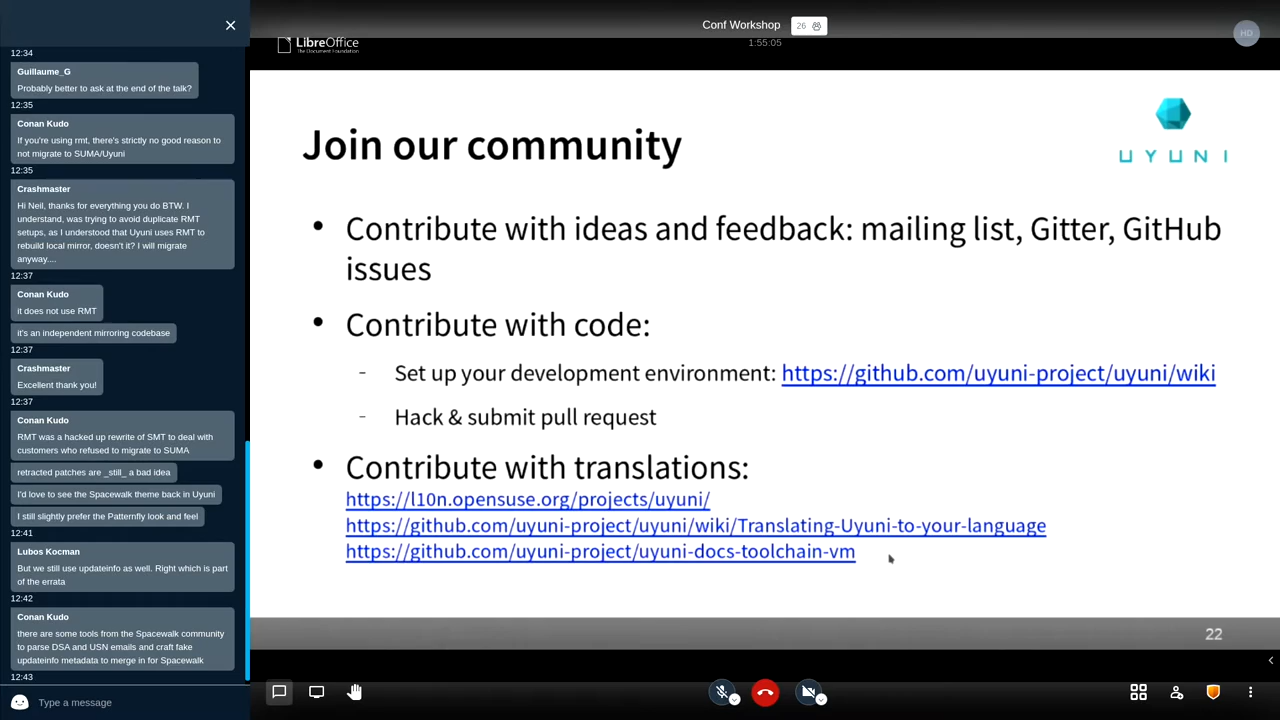 12:34
Guillaume_G
Probably better to ask at the end of the talk?
12:35
Conan Kudo
If you're using rmt, there's strictly no good reason to
not migrate to SUMA/Uyuni
12:35
Crashmaster
Hi Neil, thanks for everything you do BTW. I
understand, was trying to avoid duplicate RMT
setups, as I understood that Uyuni uses RMT to
rebuild local mirror, doesn't it? I will migrate
anyway....
12:37
Conan Kudo
it does not use RMT
it's an independent mirroring codebase
12:37
Crashmaster
Excellent thank you!
12:37
Conan Kudo
RMT was a hacked up rewrite of SMT to deal with
customers who refused to migrate to SUMA
retracted patches are _still_ a bad idea
I'd love to see the Spacewalk theme back in Uyuni
I still slightly prefer the Patternfly look and feel
12:41
Lubos Kocman
But we still use updateinfo as well. Right which is part
of the errata
12:42
Conan Kudo
there are some tools from the Spacewalk community
to parse DSA and USN emails and craft fake
updateinfo metadata to merge in for Spacewalk
12:43
Type a message
Conf Workshop 26
1:55:05
HD
LibreOffice
The Document Foundation
UYUNI
Join our community
• Contribute with ideas and feedback: mailing list, Gitter, GitHub
issues
• Contribute with code:
- Set up your development environment: https://github.com/uyuni-project/uyuni/wiki
- Hack & submit pull request
• Contribute with translations:
https://l10n.opensuse.org/projects/uyuni/
https://github.com/uyuni-project/uyuni/wiki/Translating-Uyuni-to-your-language
https://github.com/uyuni-project/uyuni-docs-toolchain-vm
22